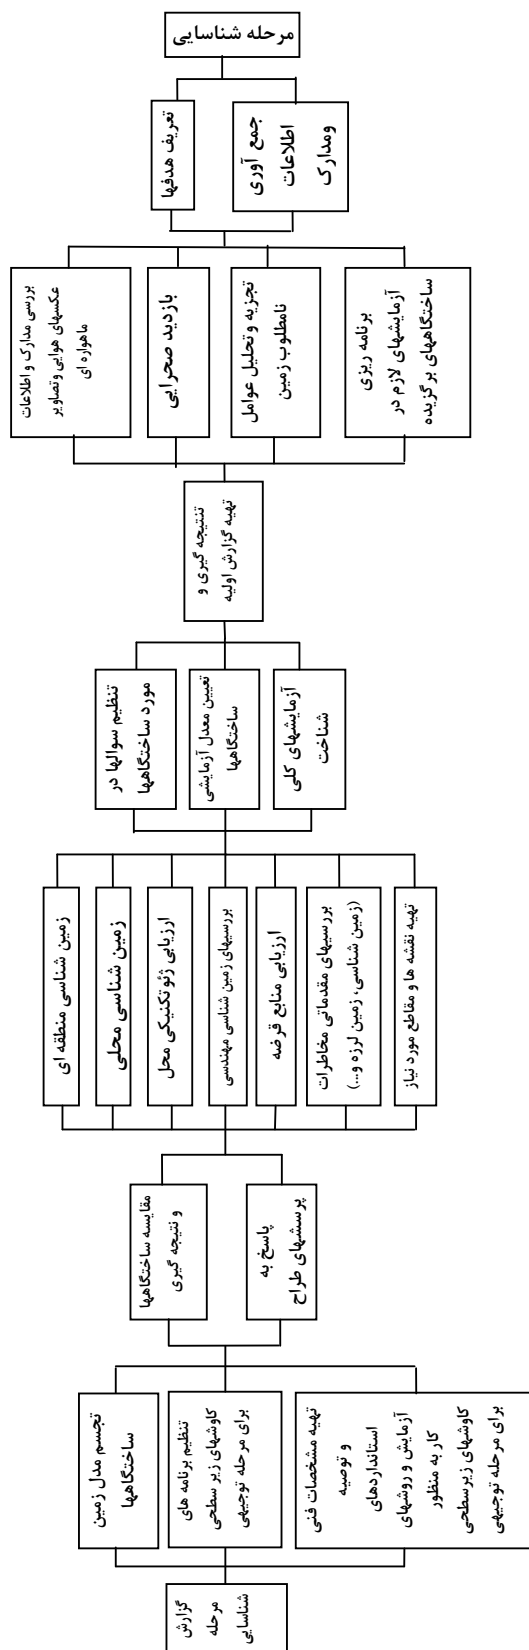 مرحله شناسایی
تعریف هدفها
جمع آوری
اطلاعات
ومدارک
بررسی مدارک و اطلاعات
عکسهای هوایی وتصاویر
ماهواره ای
بازدید صحرایی
تجزیه و تحلیل عوامل
نامطلوب زمین
برنامه ریزی
آزمایشهای لازم در
ساختگاههای برگزیده
تنتیجه گیری و
تهیه گزارش اولیه
تنظیم سوالها در
مورد ساختگاهها
تعیین معدل آزمایشی
ساختگاهها
شناخت
آزمایشهای کلی
زمین شناسی منطقه ای
زمین شناسی محلی
ارزیابی ژئو تکنیکی محل
بررسیهای زمین شناسی مهندسی
ارزیابی منابع قرضه
بررسیهای مقدماتی مخاطرات
(زمین شناسی، زمین لرزه و...)
تهیه نقشه ها و مقاطع مورد نیاز
مقایسه ساختگاهها
و نتیجه گیری
پاسخ به
پرسشهای طراح
تجسم مدل زمین
ساختگاهها
تنظیم برنامه های
کاوشهای زیر سطحی
برای مرحله توجیهی
تهیه مشخصات فنی
و توصیه
استانداردهای
آزمایش و روشهای
کار به منظور
کاوشهای زیرسطحی
برای مرحله توجیهی
گزارش
مرحله
شناسایی